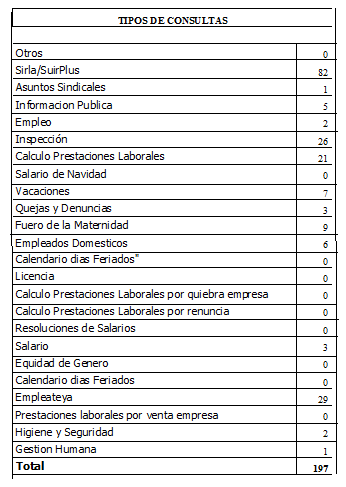 TIPOS DE CONSULTAS
Otros 0
Sirla/SuirPlus 82
Asuntos Sindicales 1
Informacion Publica 5
Empleo 2
Inspección 26
Calculo Prestaciones Laborales 21
Salario de Navidad 0
Vacaciones 7
Quejas y Denuncias 3
Fuero de la Maternidad 9
Empleados Domesticos 6
Calendario dias Feriados" 0
Licencia 0
Calculo Prestaciones Laborales por quiebra empresa 0
Calculo Prestaciones Laborales por renuncia 0
Resoluciones de Salarios 0
Salario 3
Equidad de Genero 0
Calendario dias Feriados 0
Empleateya 29
Prestaciones laborales por venta empresa 0
Higiene y Seguridad 2
Gestion Humana 1
Total 197